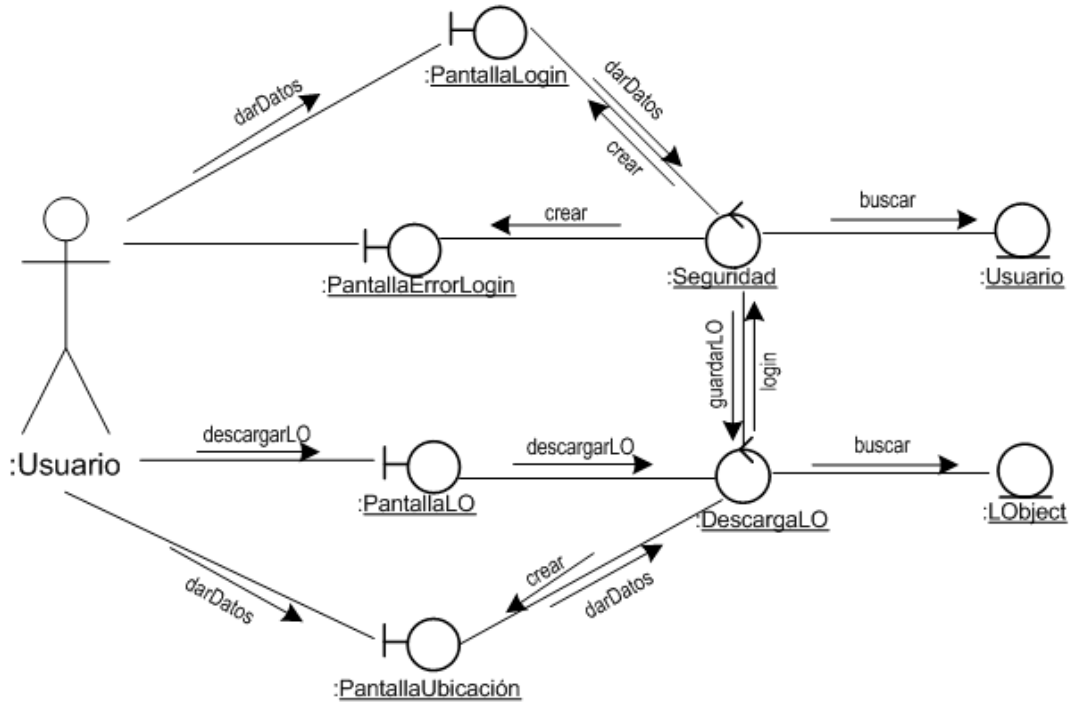 :PantallaLogin
darDatos
darDatos
crear
crear
buscar
:PantallaErrorLogin
:Seguridad
:Usuario
guardarLO
login
:Usuario
descargarLO
descargarLO
buscar
:PantallaLO
:DescargaLO
:LObject
darDatos
crear
darDatos
:PantallaUbicación